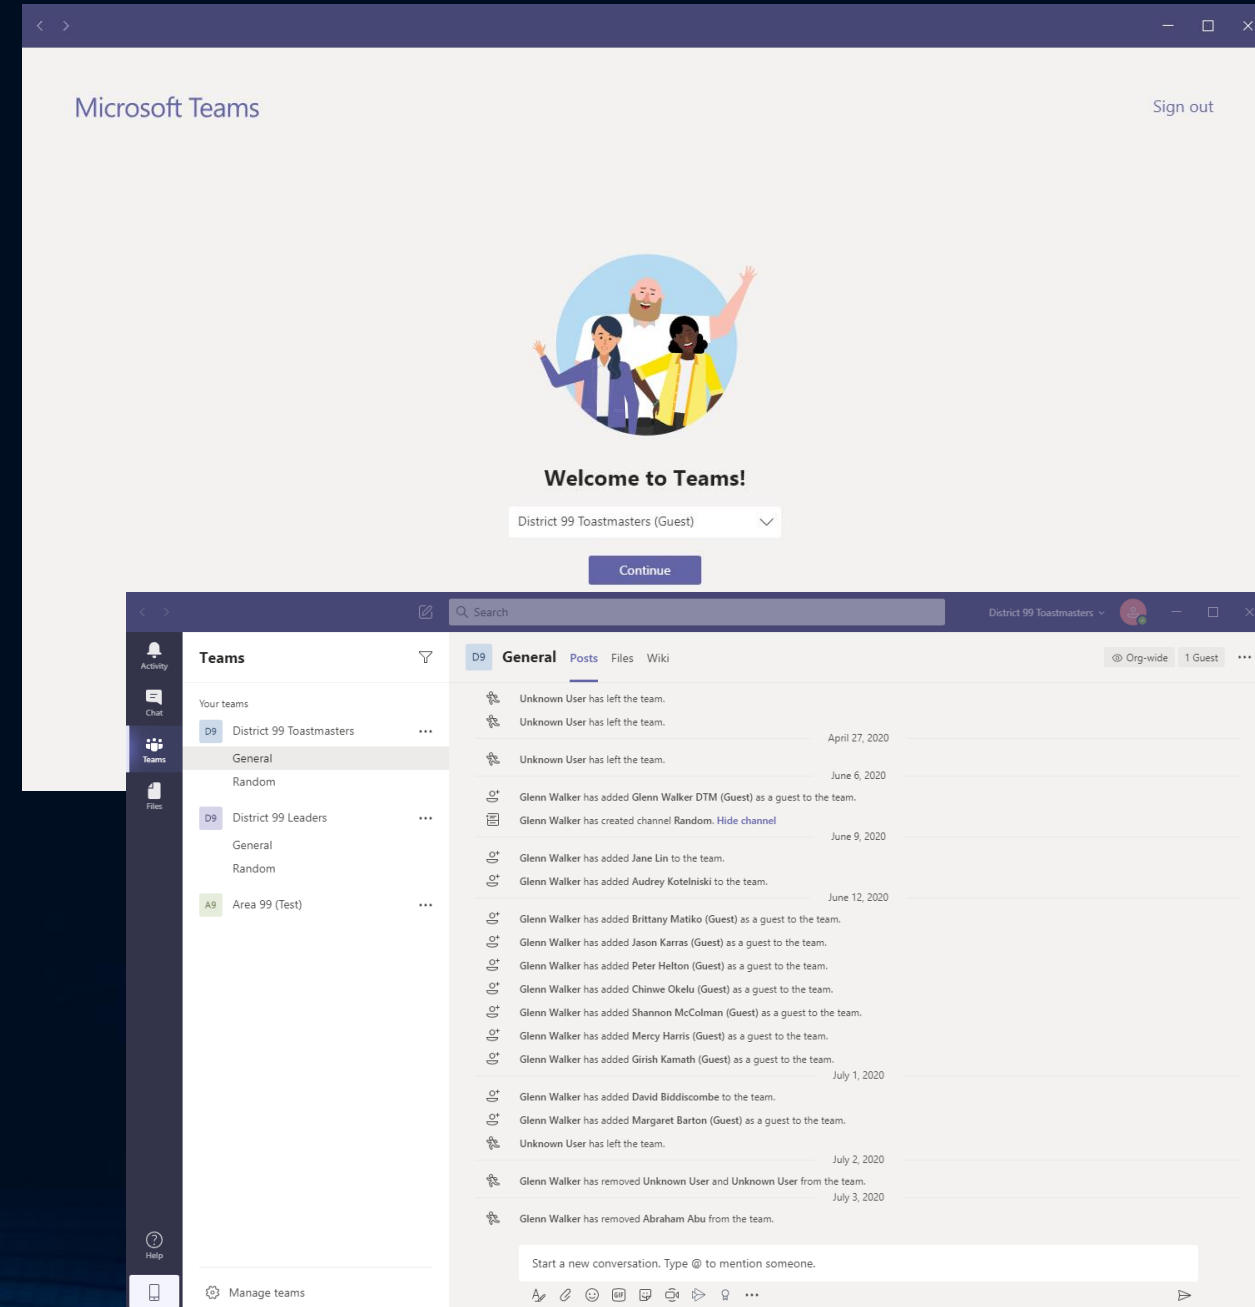 Microsoft Teams
Sign out
Welcome to Teams!
District 99 Toastmasters (Guest)
Continue
Search
District 99 Toastmasters
Activity
Chat
Teams
Files
Help
Teams
Your teams
D9 District 99 Toastmasters
General
Random
D9 District 99 Leaders
General
Random
A9 Area 99 (Test)
Manage teams
D9 General Posts Files Wiki
Org-wide 1 Guest
Unknown User has left the team.
Unknown User has left the team.
April 27, 2020
Unknown User has left the team.
June 6, 2020
Glenn Walker has added Glenn Walker DTM (Guest) as a guest to the team.
Glenn Walker has created channel Random. Hide channel
June 9, 2020
Glenn Walker has added Jane Lin to the team.
Glenn Walker has added Audrey Kotelniski to the team.
June 12, 2020
Glenn Walker has added Brittany Matiko (Guest) as a guest to the team.
Glenn Walker has added Jason Karras (Guest) as a guest to the team.
Glenn Walker has added Peter Helton (Guest) as a guest to the team.
Glenn Walker has added Chinwe Okelu (Guest) as a guest to the team.
Glenn Walker has added Shannon McColman (Guest) as a guest to the team.
Glenn Walker has added Mercy Harris (Guest) as a guest to the team.
Glenn Walker has added Girish Kamath (Guest) as a guest to the team.
July 1, 2020
Glenn Walker has added David Biddiscombe to the team.
Glenn Walker has added Margaret Barton (Guest) as a guest to the team.
Unknown User has left the team.
July 2, 2020
Glenn Walker has removed Unknown User and Unknown User from the team.
July 3, 2020
Glenn Walker has removed Abraham Abu from the team.
Start a new conversation. Type @ to mention someone.
GIF